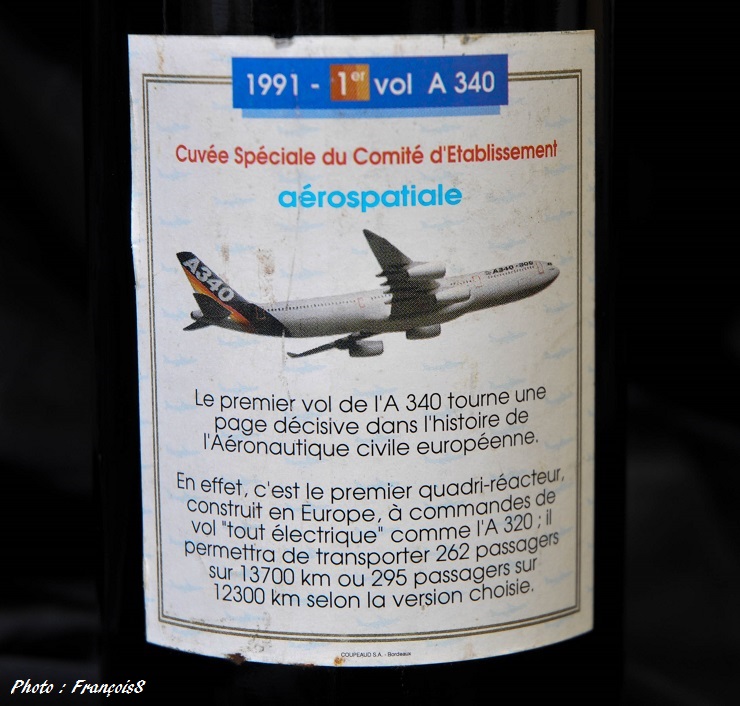 1991 - 1er vol A 340
Cuvée Spéciale du Comité d'Etablissement
aérospatiale
A340
A340-300
Le premier vol de l'A 340 tourne une
page décisive dans l'histoire de
l'Aéronautique civile européenne.
En effet, c'est le premier quadri-réacteur,
construit en Europe, à commandes de
vol "tout électrique" comme l'A 320 ; il
permettra de transporter 262 passagers
sur 13700 km ou 295 passagers sur
12300 km selon la version choisie.
COUPEAUD S.A. - Bordeaux
Photo : François8